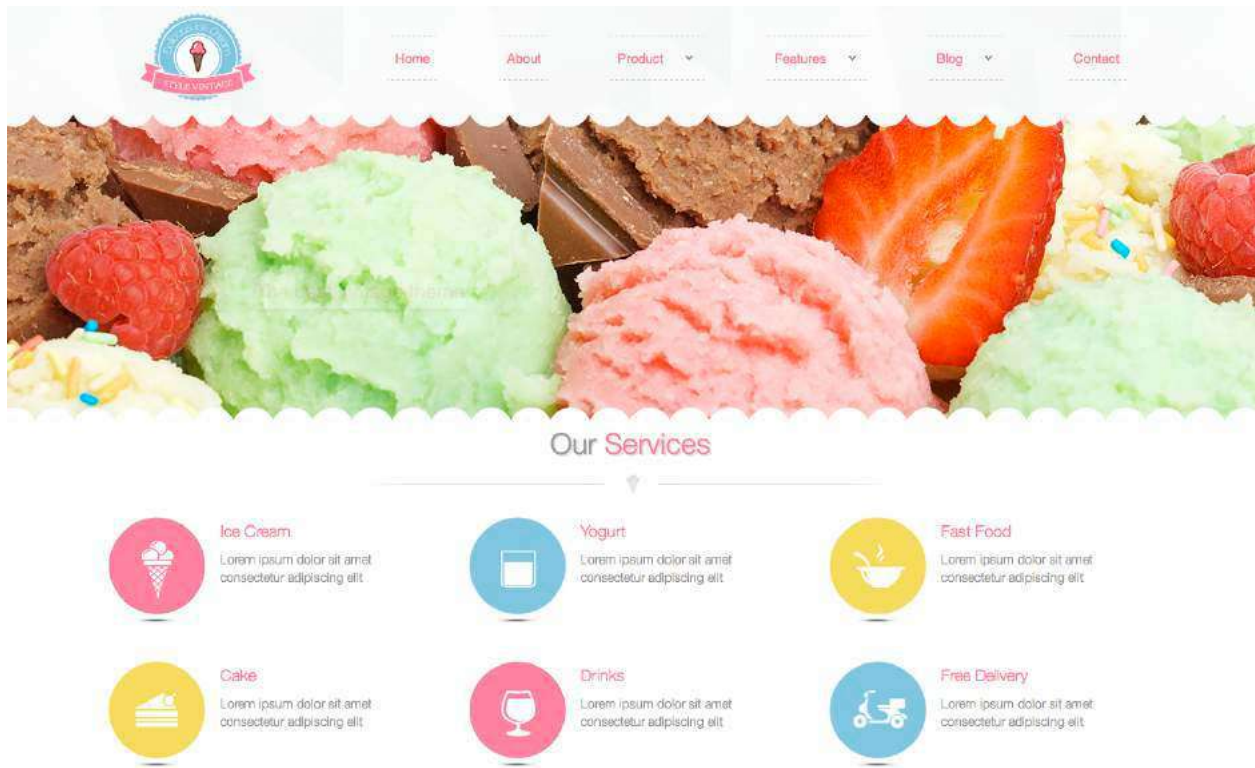 STYLE VINTAGE
Home About Product Features Blog Contact
Our Services
Ice Cream
Lorem ipsum dolor sit amet
consectetur adipiscing elit
Yogurt
Lorem ipsum dolor sit amet
consectetur adipiscing elit
Fast Food
Lorem ipsum dolor sit amet
consectetur adipiscing elit
Cake
Lorem ipsum dolor sit amet
consectetur adipiscing elit
Drinks
Lorem ipsum dolor sit amet
consectetur adipiscing elit
Free Delivery
Lorem ipsum dolor sit amet
consectetur adipiscing elit